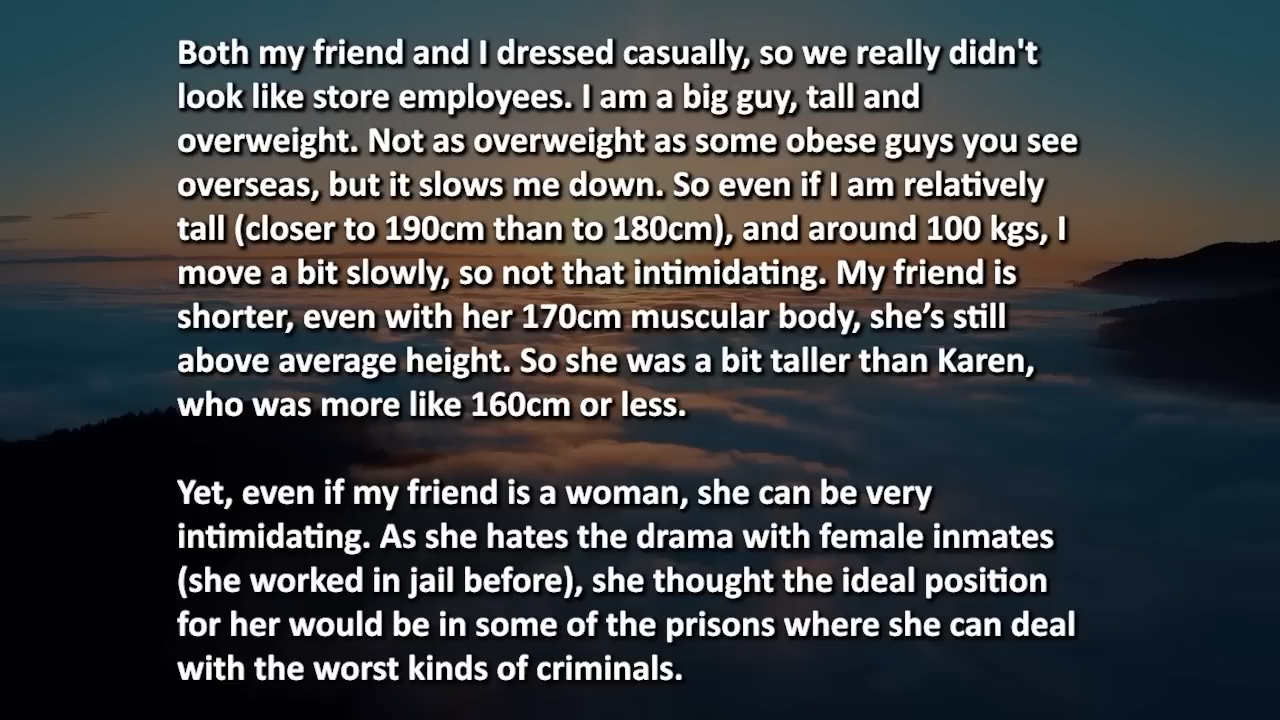 Both my friend and I dressed casually, so we really didn't
look like store employees. I am a big guy, tall and
overweight. Not as overweight as some obese guys you see
overseas, but it slows me down. So even if I am relatively
tall (closer to 190cm than to 180cm), and around 100 kgs, I
move a bit slowly, so not that intimidating. My friend is
shorter, even with her 170cm muscular body, she’s still
above average height. So she was a bit taller than Karen,
who was more like 160cm or less.
Yet, even if my friend is a woman, she can be very
intimidating. As she hates the drama with female inmates
(she worked in jail before), she thought the ideal position
for her would be in some of the prisons where she can deal
with the worst kinds of criminals.